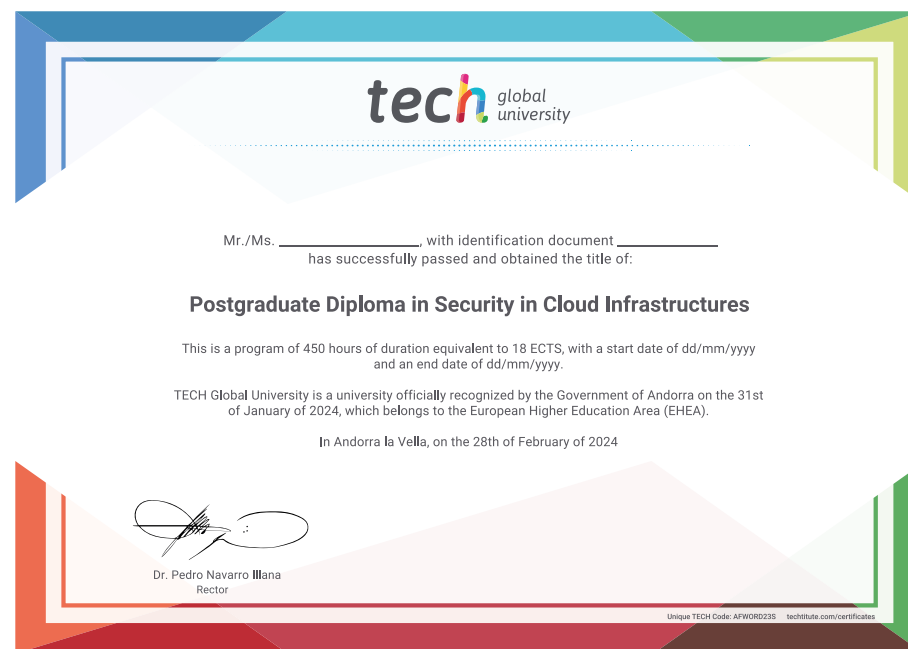 tech global university
Mr./Ms. ____________, with identification document ____________
has successfully passed and obtained the title of:
Postgraduate Diploma in Security in Cloud Infrastructures
This is a program of 450 hours of duration equivalent to 18 ECTS, with a start date of dd/mm/yyyy
and an end date of dd/mm/yyyy.
TECH Global University is a university officially recognized by the Government of Andorra on the 31st
of January of 2024, which belongs to the European Higher Education Area (EHEA).
In Andorra la Vella, on the 28th of February of 2024
Dr. Pedro Navarro Illana
Rector
Unique TECH Code: AFWORD23S techtitute.com/certificates